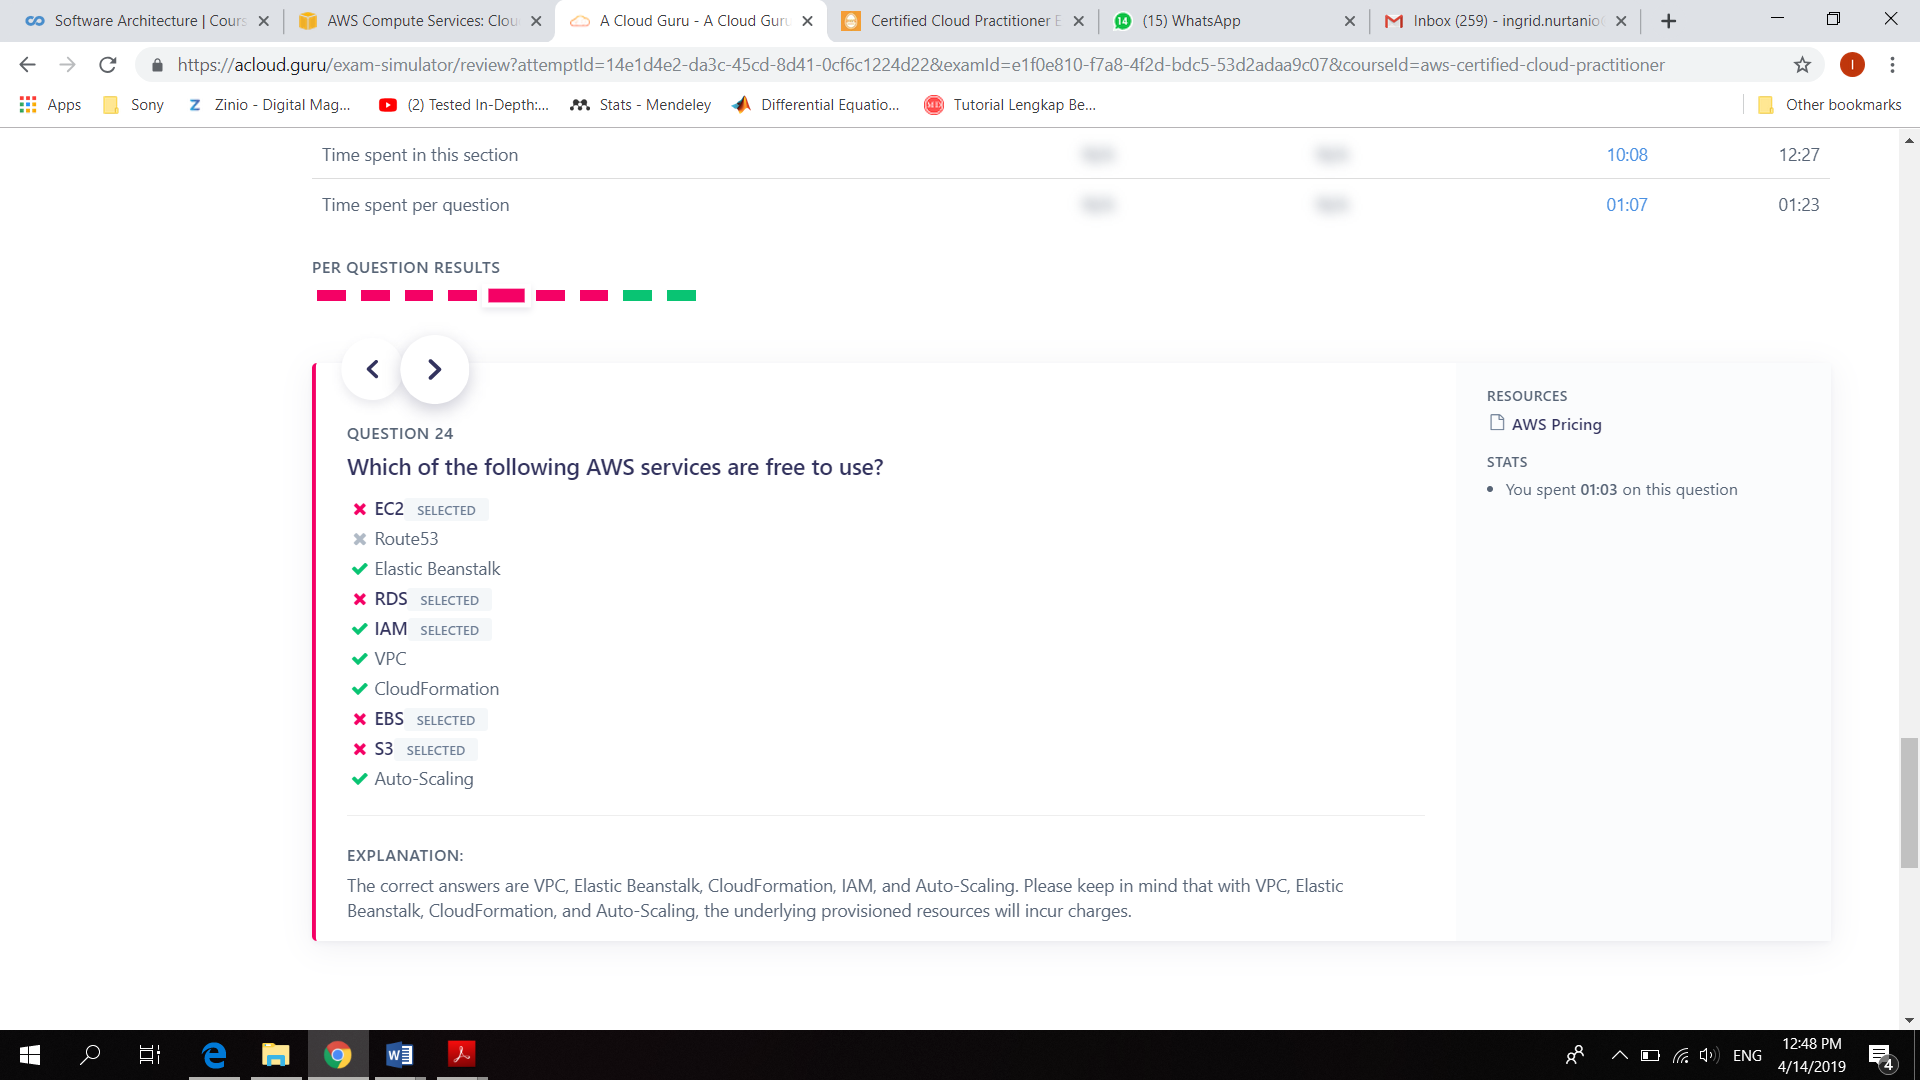 Software Architecture | Cours
AWS Compute Services: Clou
A Cloud Guru - A Cloud Guru
Certified Cloud Practitioner E
14
(15) WhatsApp
Inbox (259) - ingrid.nurtanio
https://acloud.guru/exam-simulator/review?attemptId=14e1d4e2-da3c-45cd-8d41-0cf6c1224d22&examId=e1f0e810-f7a8-4f2d-bdc5-53d2adaa9c07&courseId=aws-certified-cloud-practitioner
I
Apps
Sony
Z Zinio - Digital Mag...
(2) Tested In-Depth:...
Stats - Mendeley
Differential Equatio...
Tutorial Lengkap Be...
Other bookmarks
Time spent in this section 10:08 12:27
Time spent per question 01:07 01:23
PER QUESTION RESULTS
QUESTION 24
Which of the following AWS services are free to use?
EC2 SELECTED
Route53
Elastic Beanstalk
RDS SELECTED
IAM SELECTED
VPC
CloudFormation
EBS SELECTED
S3 SELECTED
Auto-Scaling
EXPLANATION:
The correct answers are VPC, Elastic Beanstalk, CloudFormation, IAM, and Auto-Scaling. Please keep in mind that with VPC, Elastic
Beanstalk, CloudFormation, and Auto-Scaling, the underlying provisioned resources will incur charges.
RESOURCES
AWS Pricing
STATS
You spent 01:03 on this question
ENG
12:48 PM
4/14/2019
4